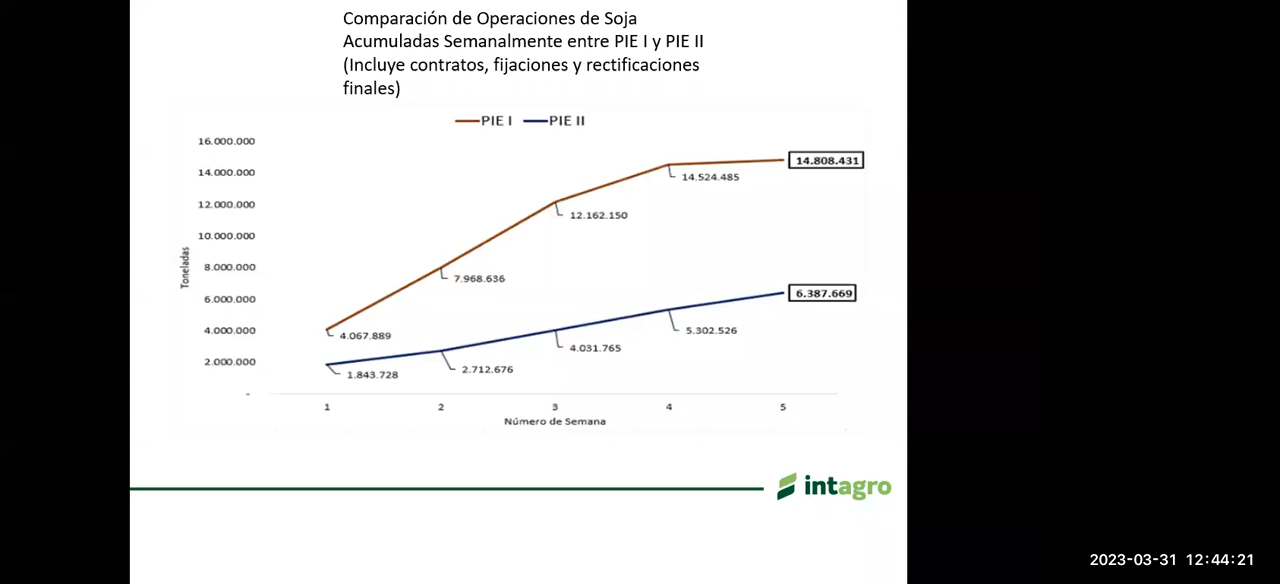 Comparación de Operaciones de Soja
Acumuladas Semanalmente entre PIE I y PIE II
(Incluye contratos, fijaciones y rectificaciones
finales)
PIE I PIE II
16.000.000
14.000.000
12.000.000
10.000.000
8.000.000
6.000.000
4.000.000
2.000.000
-
Toneladas
14.808.431
14.524.485
12.162.150
7.968.636
4.067.889
6.387.669
5.302.526
4.031.765
2.712.676
1.843.728
1 2 3 4 5
Número de Semana
intagro
2023-03-31 12:44:21